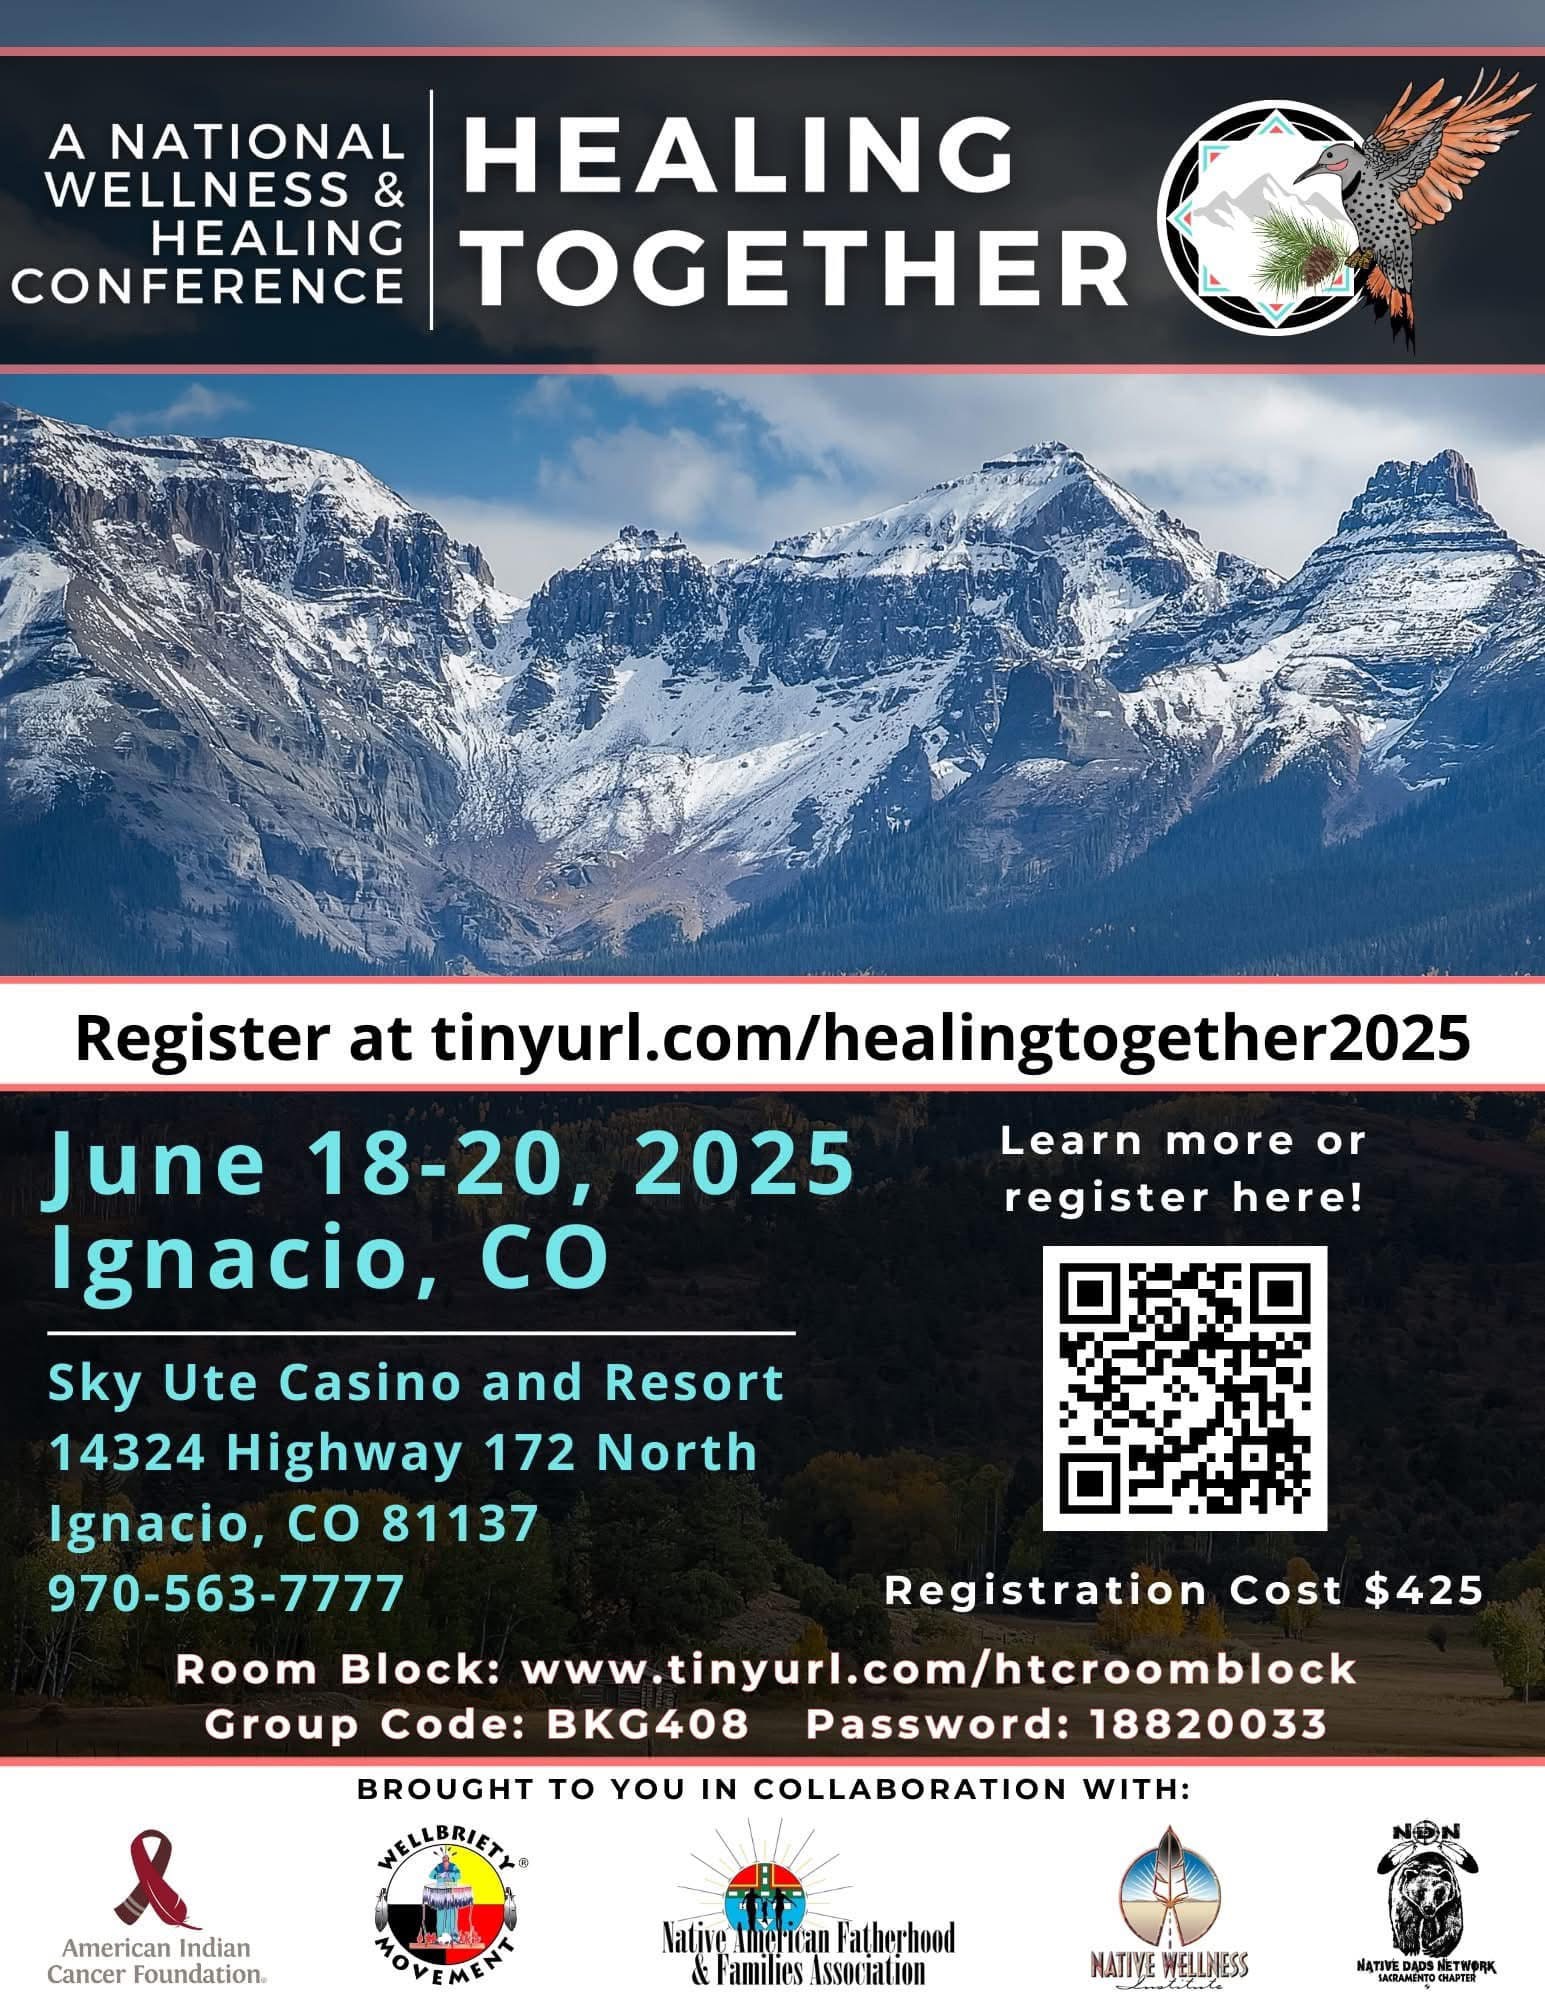 A NATIONAL
WELLNESS &
HEALING
CONFERENCE
HEALING
TOGETHER
Register at tinyurl.com/healingtogether2025
June 18-20, 2025
Ignacio, CO
Sky Ute Casino and Resort
14324 Highway 172 North
Ignacio, CO 81137
970-563-7777
Learn more or
register here!
Registration Cost $425
Room Block: www.tinyurl.com/htcroomblock
Group Code: BKG408 Password: 18820033
BROUGHT TO YOU IN COLLABORATION WITH:
American Indian
Cancer Foundation®
WELLBRIETY®
MOVEMENT
Native American Fatherhood
& Families Association
NATIVE WELLNESS
Institute
NDN
NATIVE DADS NETWORK
SACRAMENTO CHAPTER